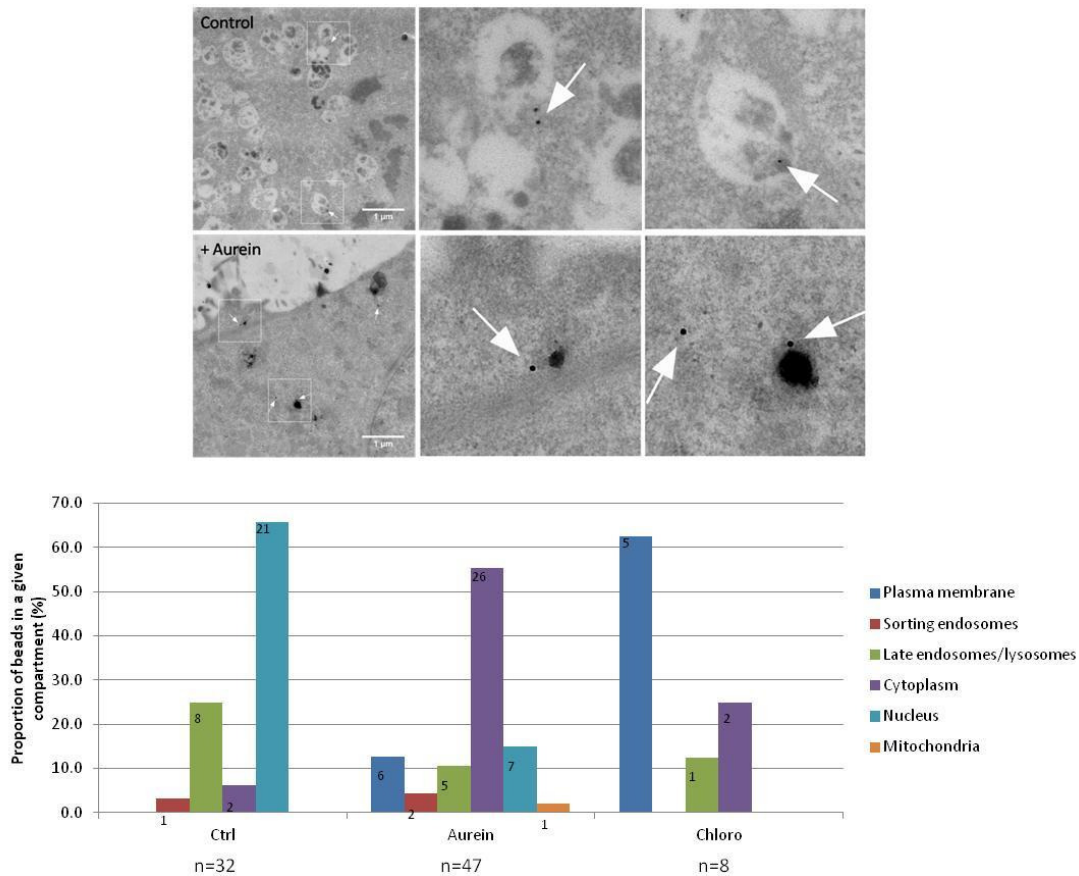 Control
1 µm
+ Aurein
1 µm
Proportion of beads in a given
compartment (%)
70.0
60.0
50.0
40.0
30.0
20.0
10.0
0.0
1
8
2
21
6
2
5
26
7
1
5
1
2
Ctrl
Aurein
Chloro
n=32
n=47
n=8
Plasma membrane
Sorting endosomes
Late endosomes/lysosomes
Cytoplasm
Nucleus
Mitochondria